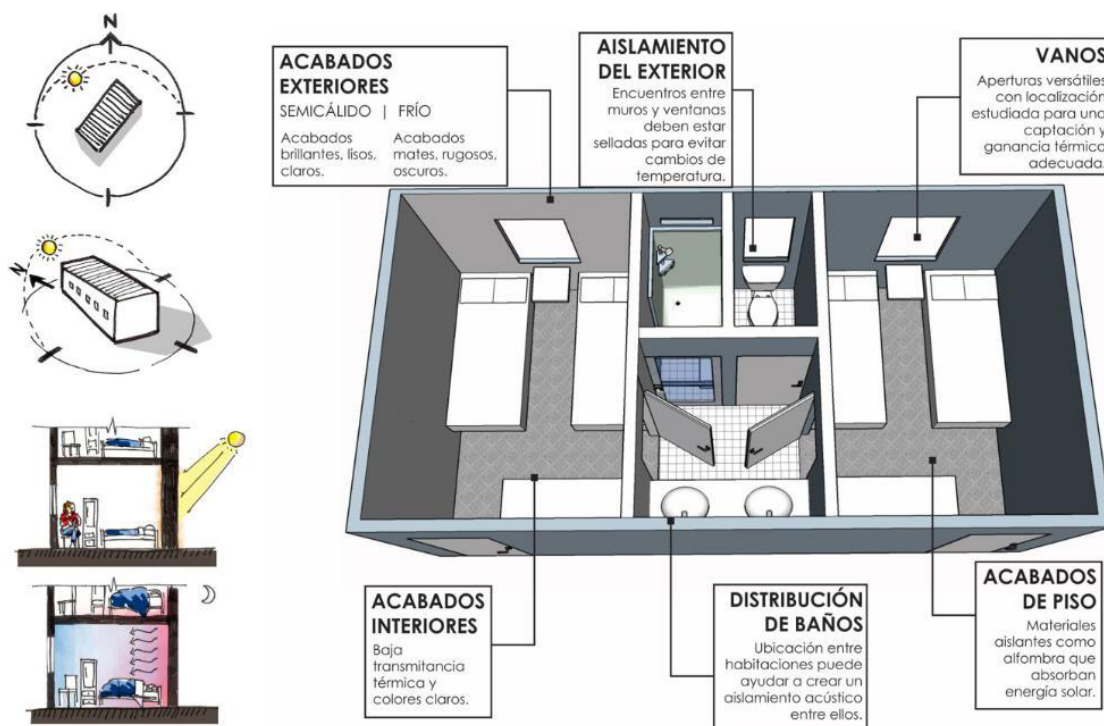 N
ACABADOS
EXTERIORES
SEMICÁLIDO | FRÍO
Acabados
brillantes, lisos,
claros.
Acabados
mates, rugosos,
oscuros.
AISLAMIENTO
DEL EXTERIOR
Encuentros entre
muros y ventanas
deben estar
selladas para evitar
cambios de
temperatura.
VANOS
Aperturas versátiles
con localización
estudiada para una
captación y
ganancia térmica
adecuada.
N
ACABADOS
INTERIORES
Baja
transmitancia
térmica y
colores claros.
DISTRIBUCIÓN
DE BAÑOS
Ubicación entre
habitaciones puede
ayudar a crear un
aislamiento acústico
entre ellos.
ACABADOS
DE PISO
Materiales
aislantes como
alfombra que
absorban
energía solar.